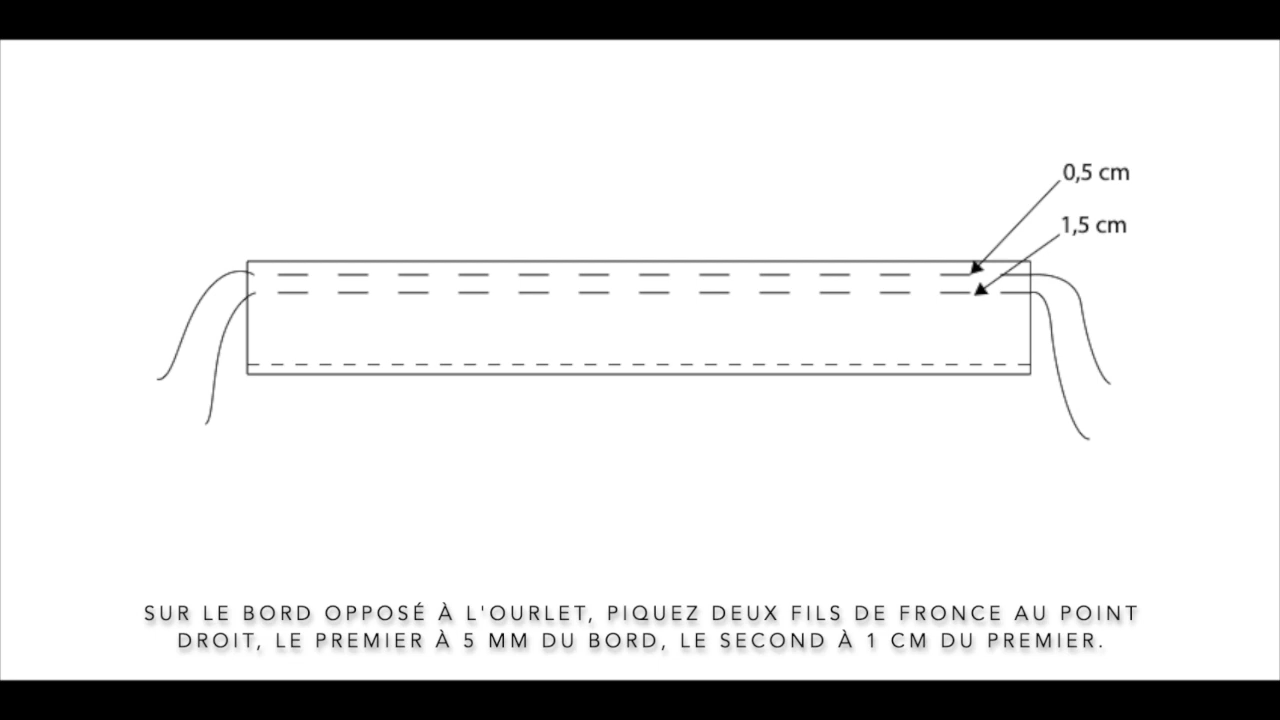 0,5 cm
1,5 cm
SUR LE BORD OPPOSÉ À L'OURLET, PIQUEZ DEUX FILS DE FRONCE AU POINT
DROIT, LE PREMIER À 5 MM DU BORD, LE SECOND À 1 CM DU PREMIER.